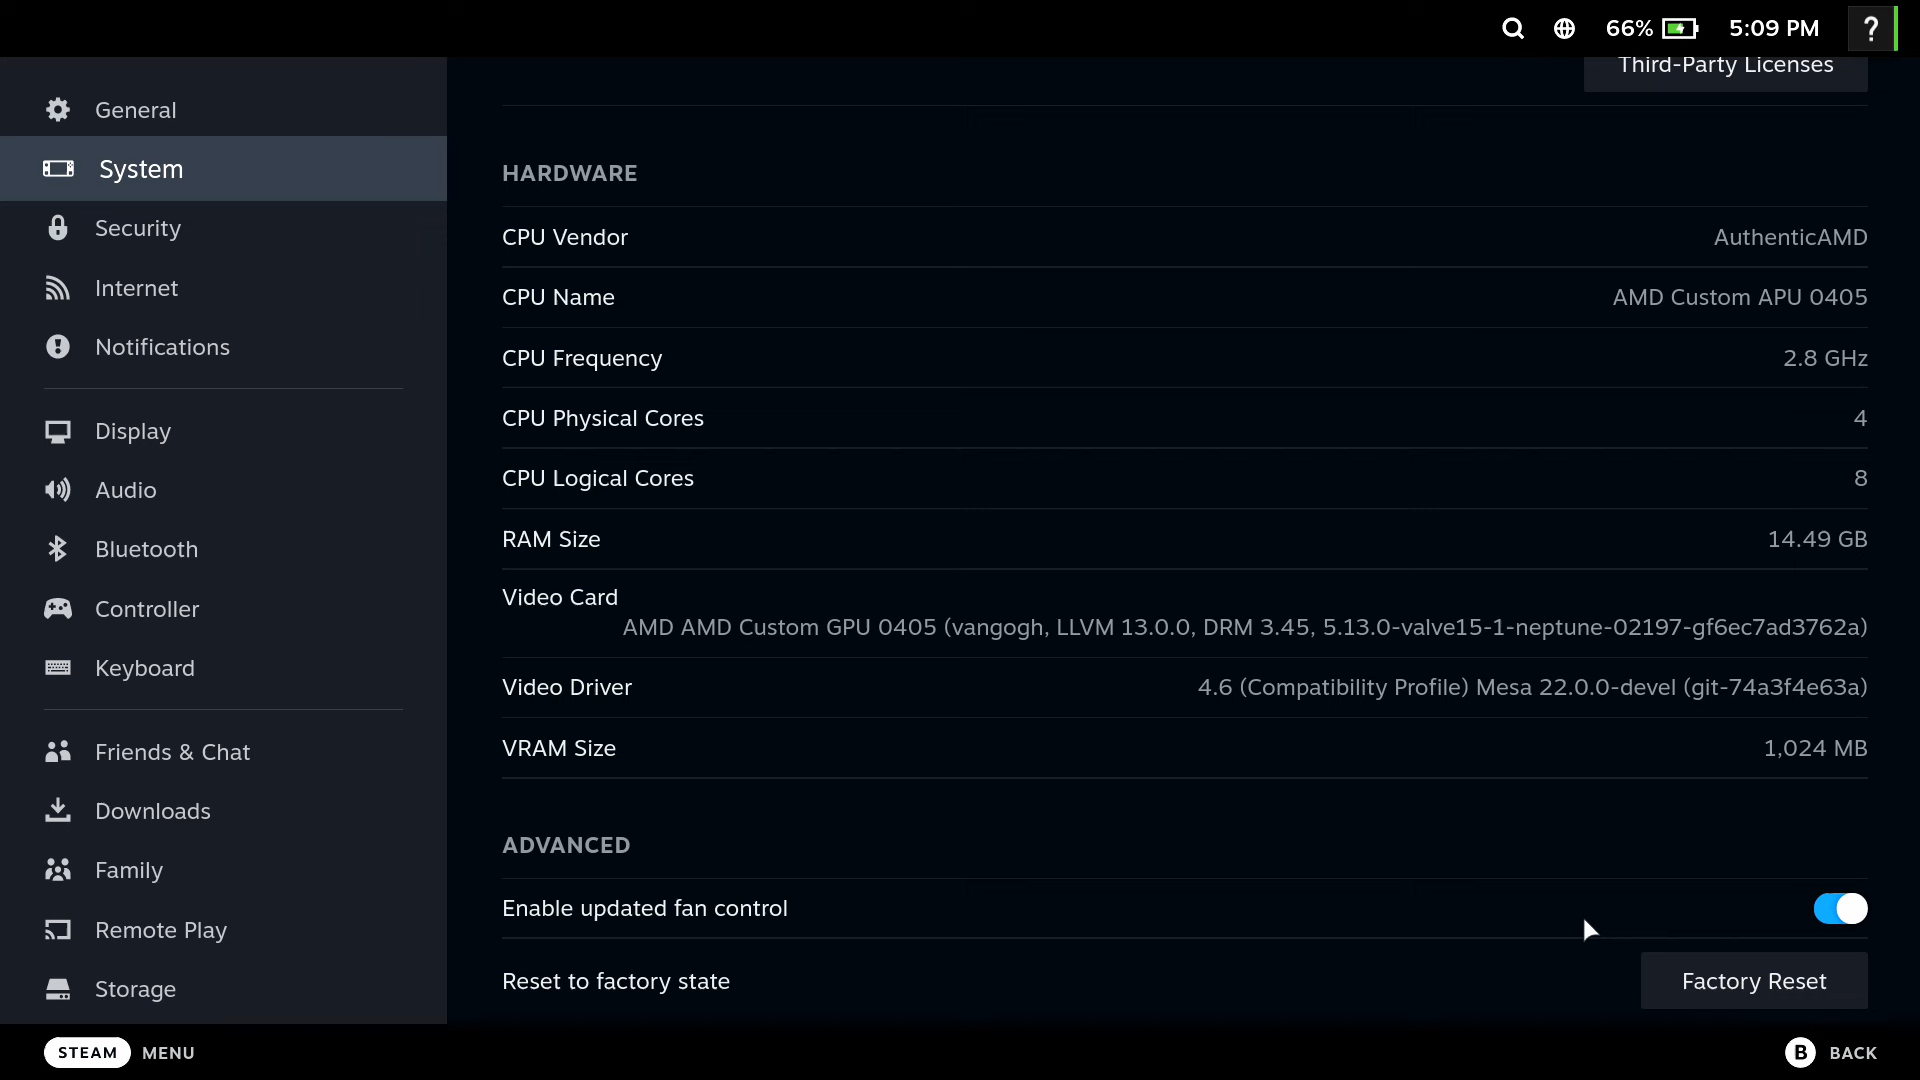 66% 5:09 PM ?
Third-Party Licenses
General
System
Security
Internet
Notifications
Display
Audio
Bluetooth
Controller
Keyboard
Friends & Chat
Downloads
Family
Remote Play
Storage
HARDWARE
CPU Vendor AuthenticAMD
CPU Name AMD Custom APU 0405
CPU Frequency 2.8 GHz
CPU Physical Cores 4
CPU Logical Cores 8
RAM Size 14.49 GB
Video Card
AMD AMD Custom GPU 0405 (vangogh, LLVM 13.0.0, DRM 3.45, 5.13.0-valve15-1-neptune-02197-gf6ec7ad3762a)
Video Driver 4.6 (Compatibility Profile) Mesa 22.0.0-devel (git-74a3f4e63a)
VRAM Size 1,024 MB
ADVANCED
Enable updated fan control
Reset to factory state Factory Reset
STEAM MENU B BACK